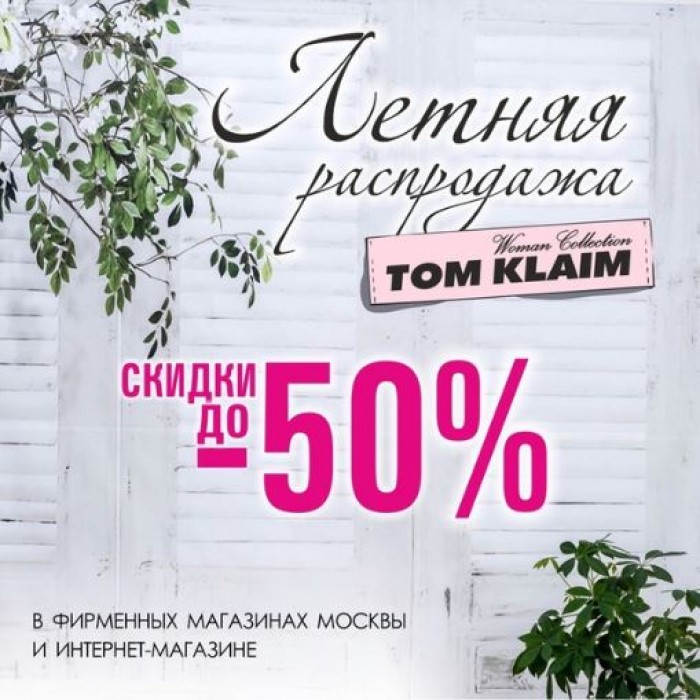 Летняя
распродажа
Woman Collection
TOM KLAIM
СКИДКИ
ДО
-50%
В ФИРМЕННЫХ МАГАЗИНАХ МОСКВЫ
И ИНТЕРНЕТ-МАГАЗИНЕ